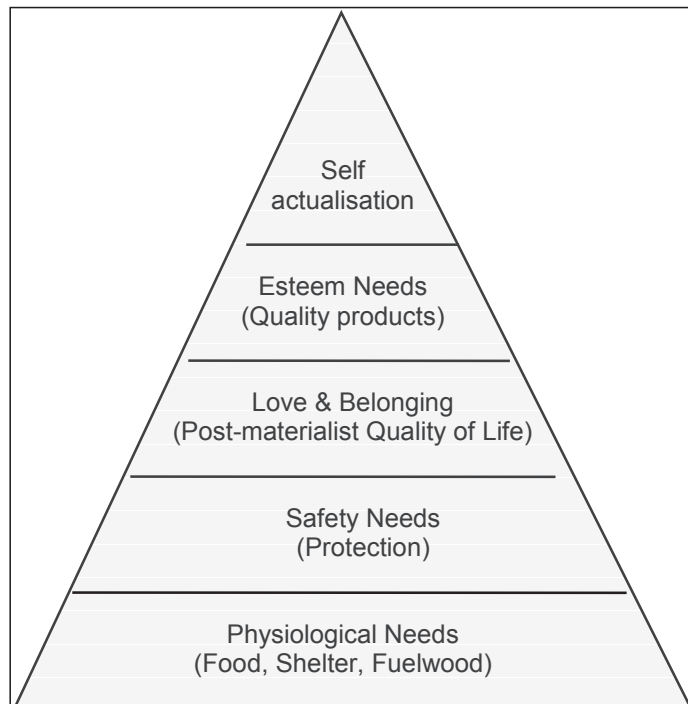 Self
actualisation
Esteem Needs
(Quality products)
Love & Belonging
(Post-materialist Quality of Life)
Safety Needs
(Protection)
Physiological Needs
(Food, Shelter, Fuelwood)